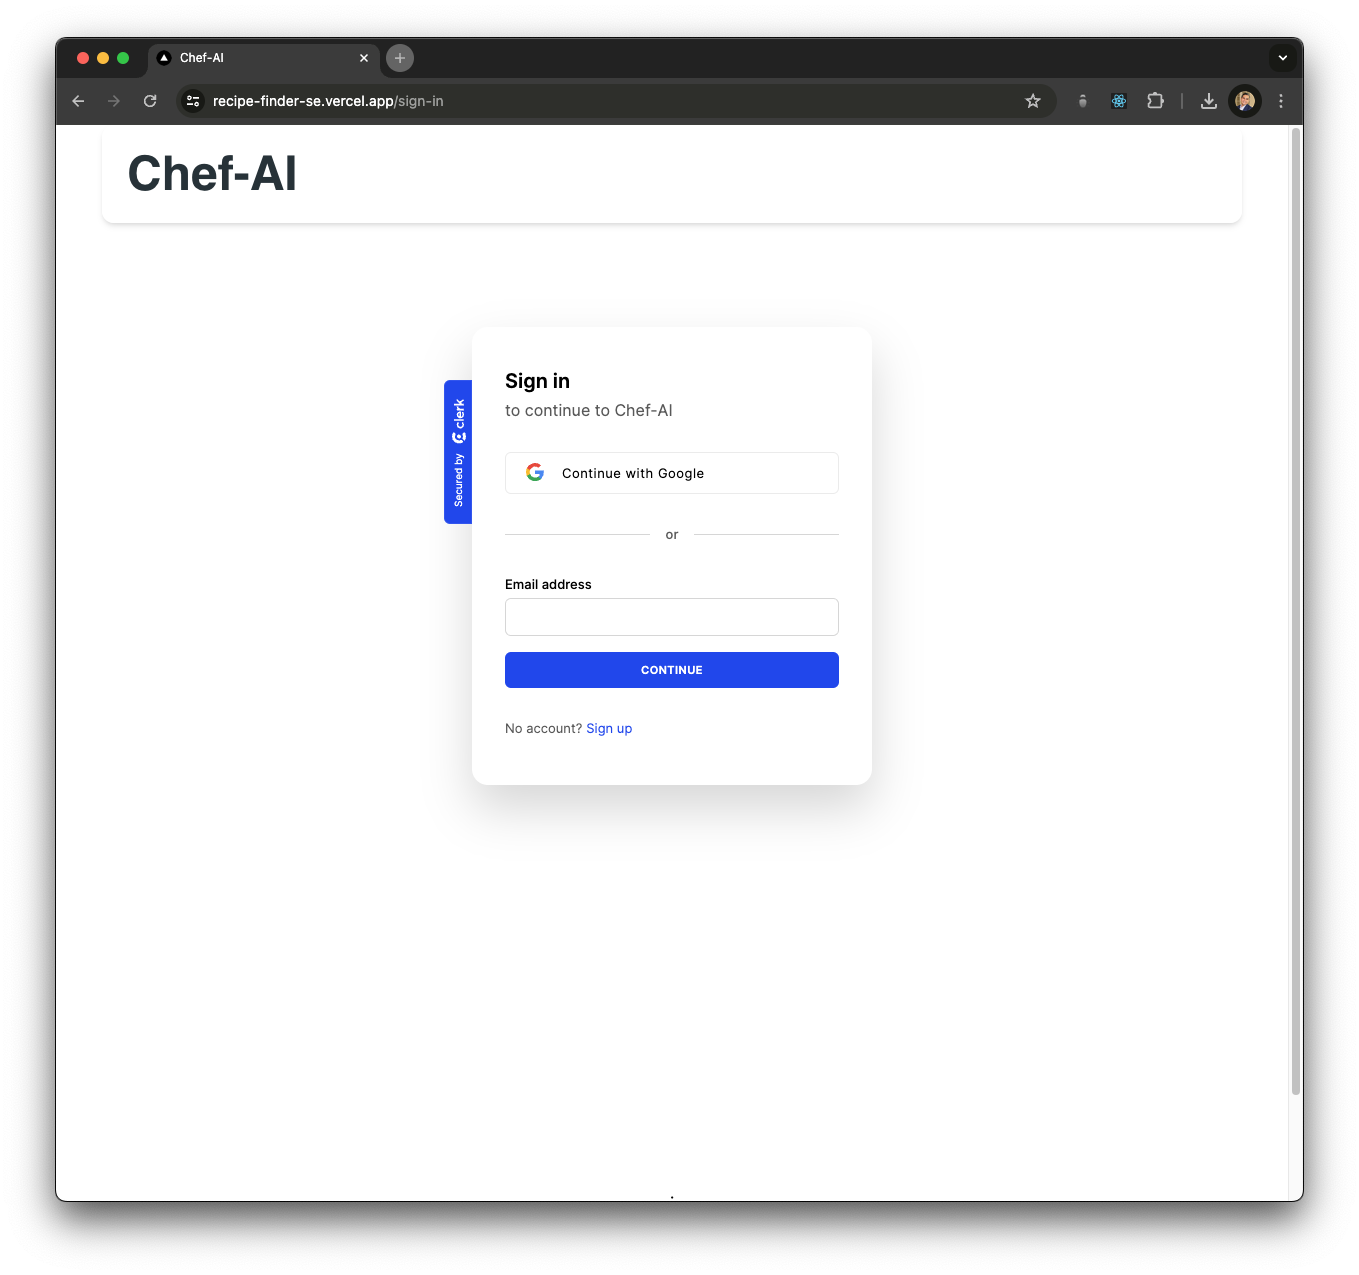 Chef-AI
recipe-finder-se.vercel.app/sign-in
Chef-AI
Sign in
to continue to Chef-AI
Secured by clerk
Continue with Google
or
Email address
CONTINUE
No account? Sign up